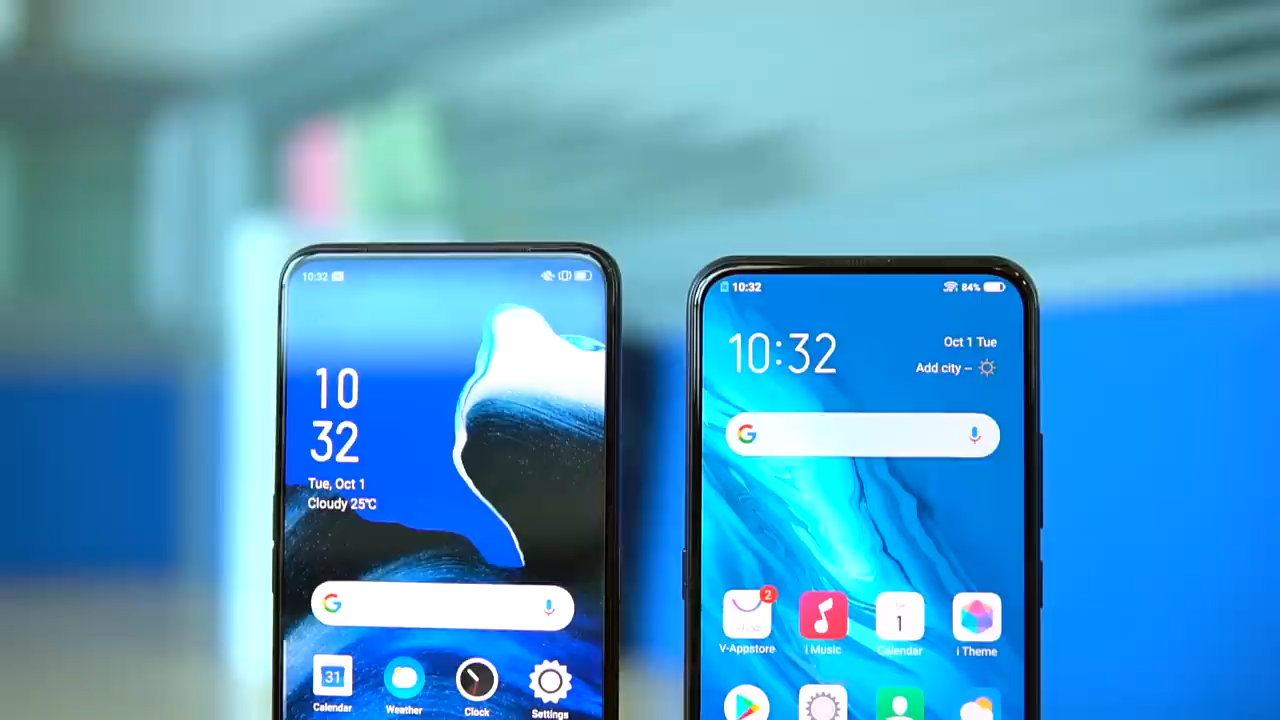 10:32
10
32
Tue, Oct 1
Cloudy 25℃
31
Calendar
Weather
Clock
Settings
10:32
84%
10:32
Oct 1 Tue
Add city –
2
1
V-Appstore
i Music
Calendar
i Theme